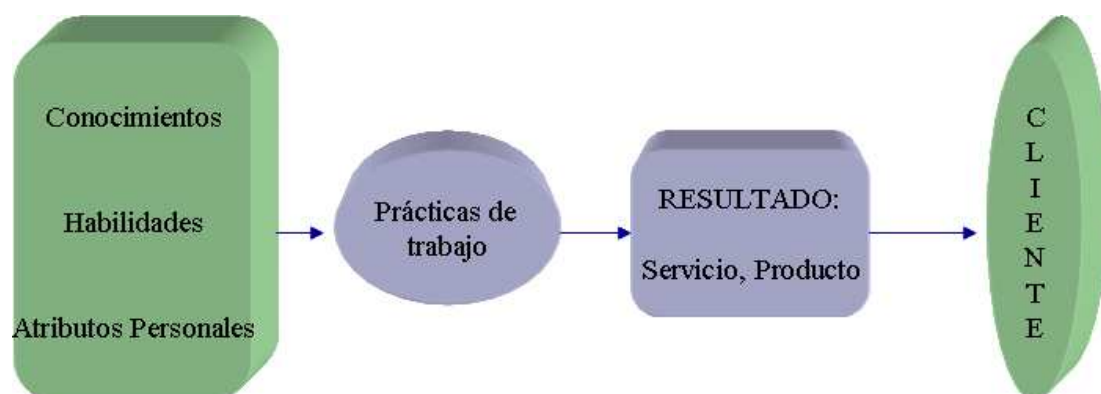 Conocimientos
Habilidades
Atributos Personales
Prácticas de
trabajo
RESULTADO:
Servicio, Producto
C
L
I
E
N
T
E